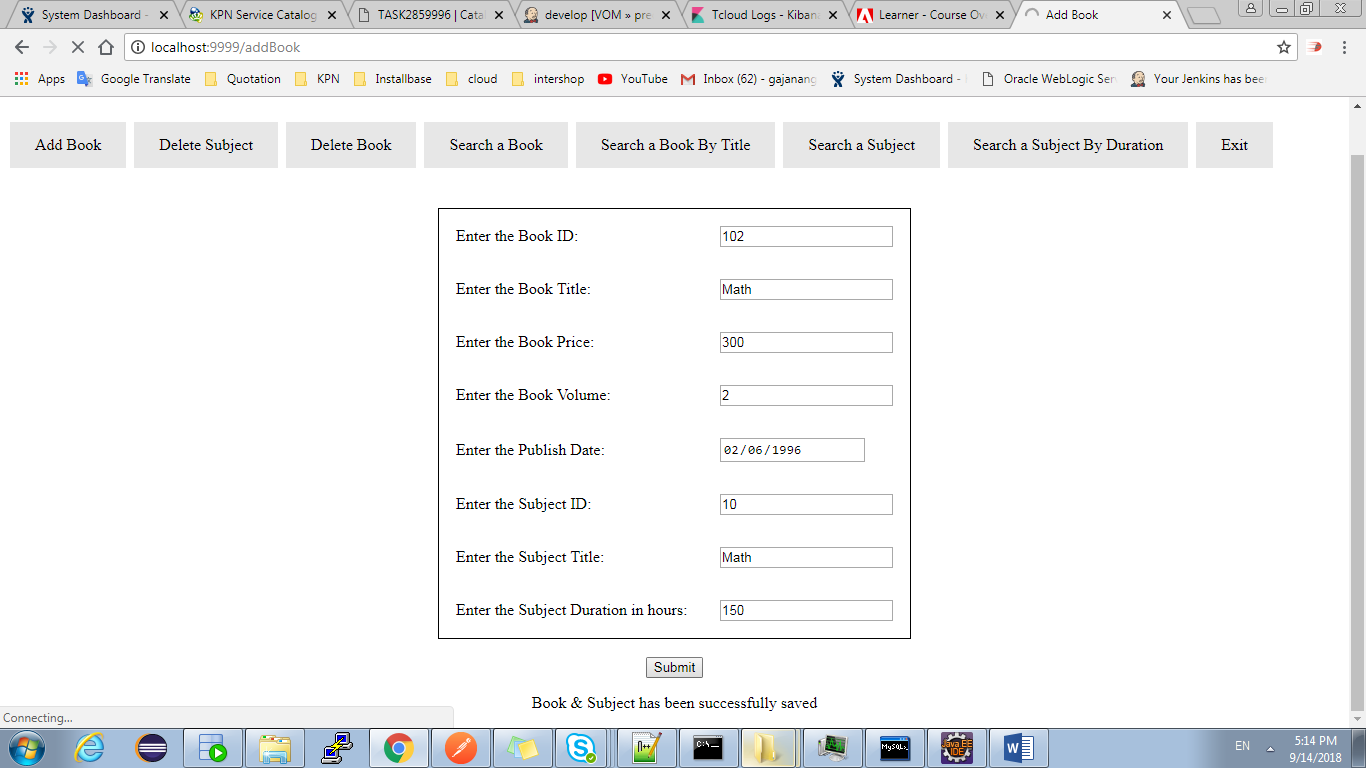 System Dashboard -
KPN Service Catalog
TASK2859996 | Cata
develop [VOM » pre
Tcloud Logs - Kiban
Learner - Course Ov
Add Book
localhost:9999/addBook
Apps
Google Translate
Quotation
KPN
Installbase
cloud
intershop
YouTube
Inbox (62) - gajanang
System Dashboard -
Oracle WebLogic Ser
Your Jenkins has bee
Add Book
Delete Subject
Delete Book
Search a Book
Search a Book By Title
Search a Subject
Search a Subject By Duration
Exit
Enter the Book ID: 102
Enter the Book Title: Math
Enter the Book Price: 300
Enter the Book Volume: 2
Enter the Publish Date: 02/06/1996
Enter the Subject ID: 10
Enter the Subject Title: Math
Enter the Subject Duration in hours: 150
Submit
Book & Subject has been successfully saved
Connecting...
EN
5:14 PM
9/14/2018